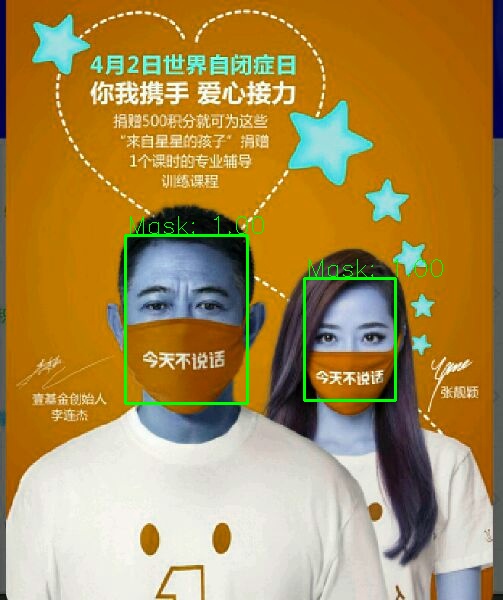 4月2日世界自闭症日
你我携手 爱心接力
捐赠500积分就可为这些
“来自星星的孩子”捐赠
1个课时的专业辅导
训练课程
Mask: 1.00
Mask: 1.00
今天不说话
今天不说话
壹基金创始人
李连杰
张靓颖